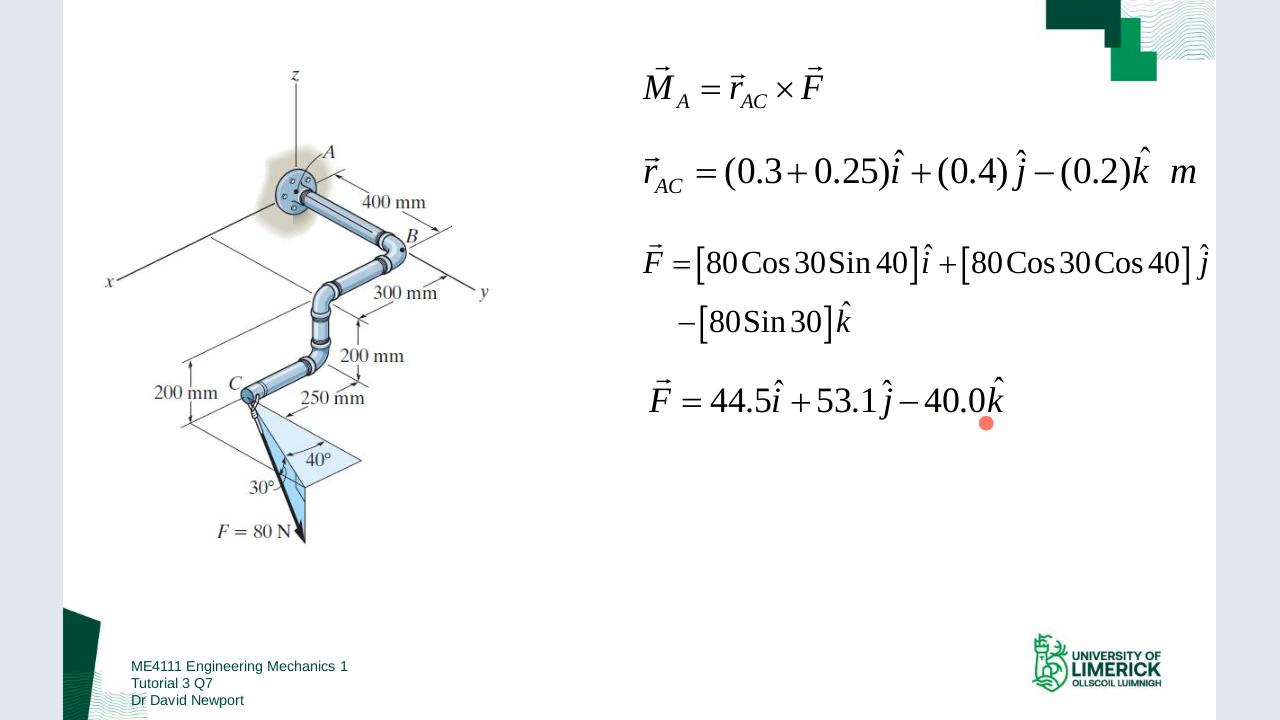 z
A
400 mm
B
x
300 mm
y
200 mm
200 mm
C
250 mm
40°
30°
F = 80 N
M⃗_A = r⃗_AC × F⃗
r⃗_AC = (0.3 + 0.25)î + (0.4)ĵ − (0.2)k̂ m
F⃗ = [80 Cos 30 Sin 40]î + [80 Cos 30 Cos 40]ĵ
−[80 Sin 30]k̂
F⃗ = 44.5î + 53.1ĵ − 40.0k̂
ME4111 Engineering Mechanics 1
Tutorial 3 Q7
Dr David Newport
UNIVERSITY OF
LIMERICK
OLLSCOIL LUIMNIGH